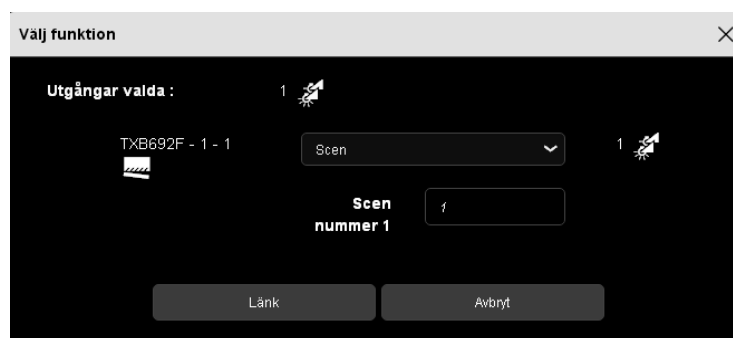 Välj funktion
Utgångar valda : 1
TXB692F - 1 - 1 Scen 1
Scen
nummer 1 1
Länk Avbryt